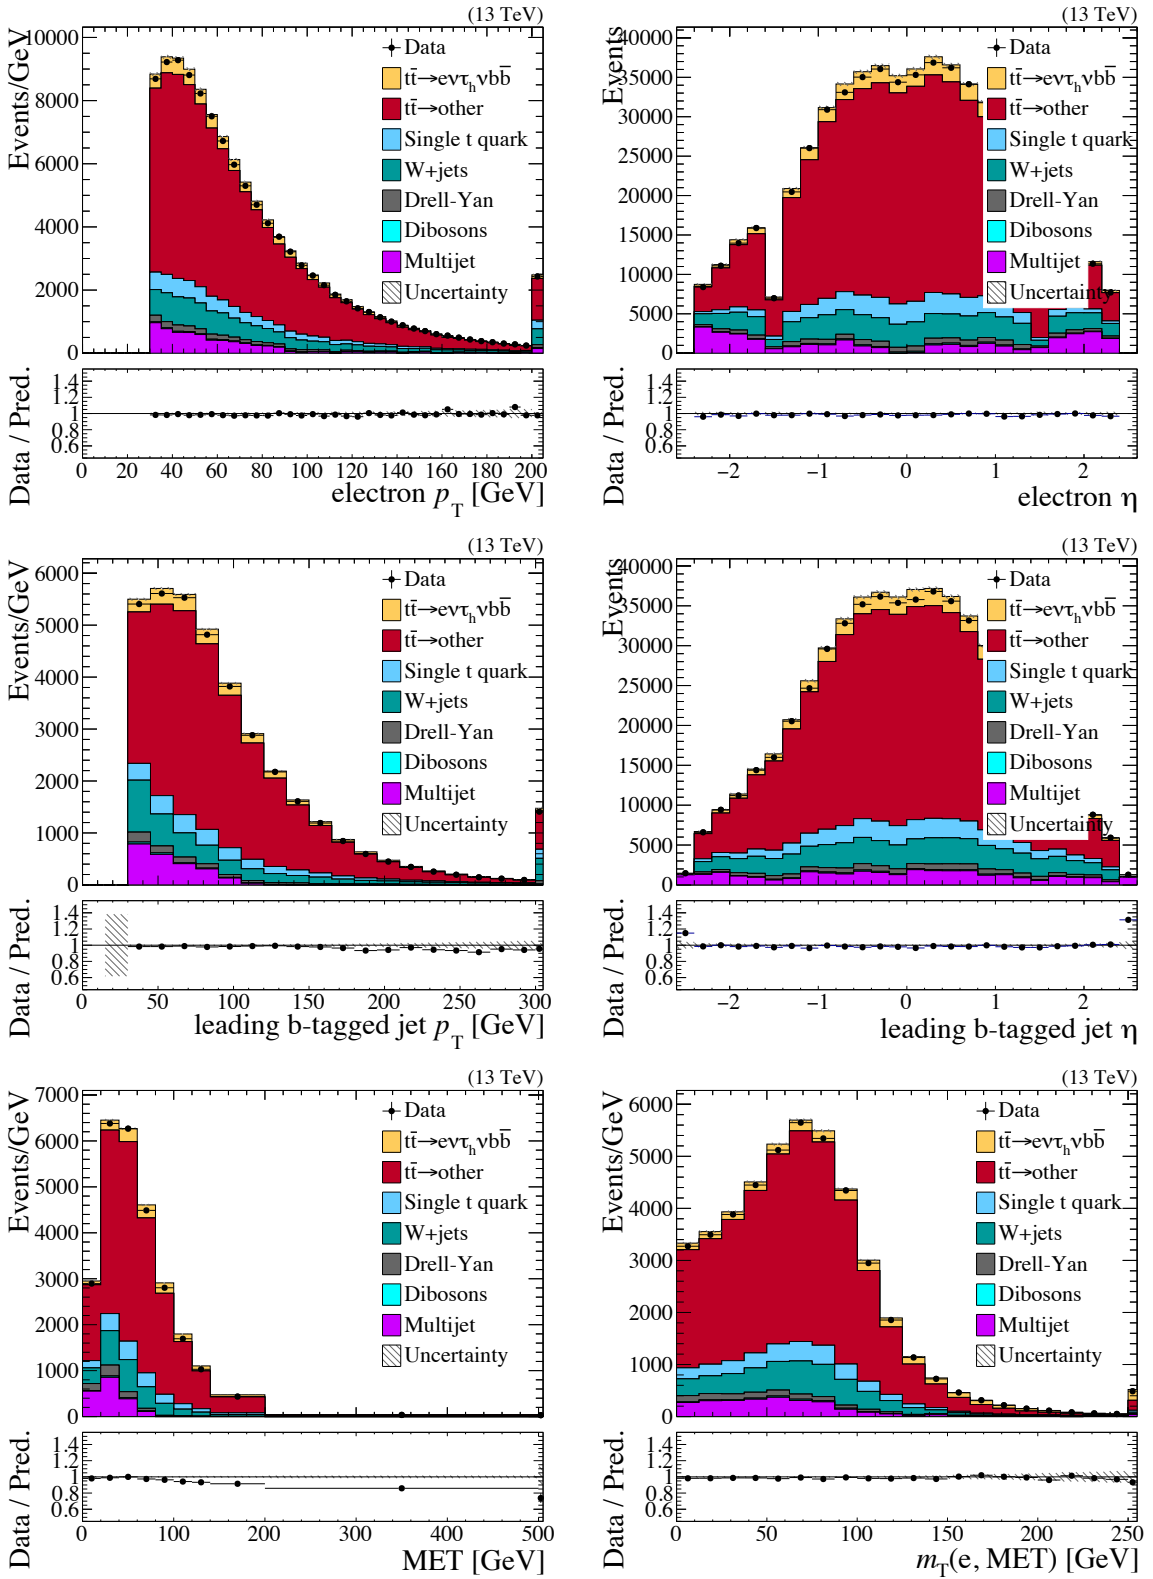 (13 TeV)
Events/GeV
10000
8000
6000
4000
2000
0
Data
tt̄→eντₕνbb̄
tt̄→other
Single t quark
W+jets
Drell-Yan
Dibosons
Multijet
Uncertainty
Data / Pred.
1.4
1.2
1
0.8
0.6
0 20 40 60 80 100 120 140 160 180 200
electron p_T [GeV]
(13 TeV)
Events
40000
35000
30000
25000
20000
15000
10000
5000
0
Data
tt̄→eντₕνbb̄
tt̄→other
Single t quark
W+jets
Drell-Yan
Dibosons
Multijet
Uncertainty
Data / Pred.
1.4
1.2
1
0.8
0.6
−2 −1 0 1 2
electron η
(13 TeV)
Events/GeV
6000
5000
4000
3000
2000
1000
0
Data
tt̄→eντₕνbb̄
tt̄→other
Single t quark
W+jets
Drell-Yan
Dibosons
Multijet
Uncertainty
Data / Pred.
1.4
1.2
1
0.8
0.6
0 50 100 150 200 250 300
leading b-tagged jet p_T [GeV]
(13 TeV)
Events
40000
35000
30000
25000
20000
15000
10000
5000
0
Data
tt̄→eντₕνbb̄
tt̄→other
Single t quark
W+jets
Drell-Yan
Dibosons
Multijet
Uncertainty
Data / Pred.
1.4
1.2
1
0.8
0.6
−2 −1 0 1 2
leading b-tagged jet η
(13 TeV)
Events/GeV
7000
6000
5000
4000
3000
2000
1000
0
Data
tt̄→eντₕνbb̄
tt̄→other
Single t quark
W+jets
Drell-Yan
Dibosons
Multijet
Uncertainty
Data / Pred.
1.4
1.2
1
0.8
0.6
0 100 200 300 400 500
MET [GeV]
(13 TeV)
Events/GeV
6000
5000
4000
3000
2000
1000
0
Data
tt̄→eντₕνbb̄
tt̄→other
Single t quark
W+jets
Drell-Yan
Dibosons
Multijet
Uncertainty
Data / Pred.
1.4
1.2
1
0.8
0.6
0 50 100 150 200 250
m_T(e, MET) [GeV]